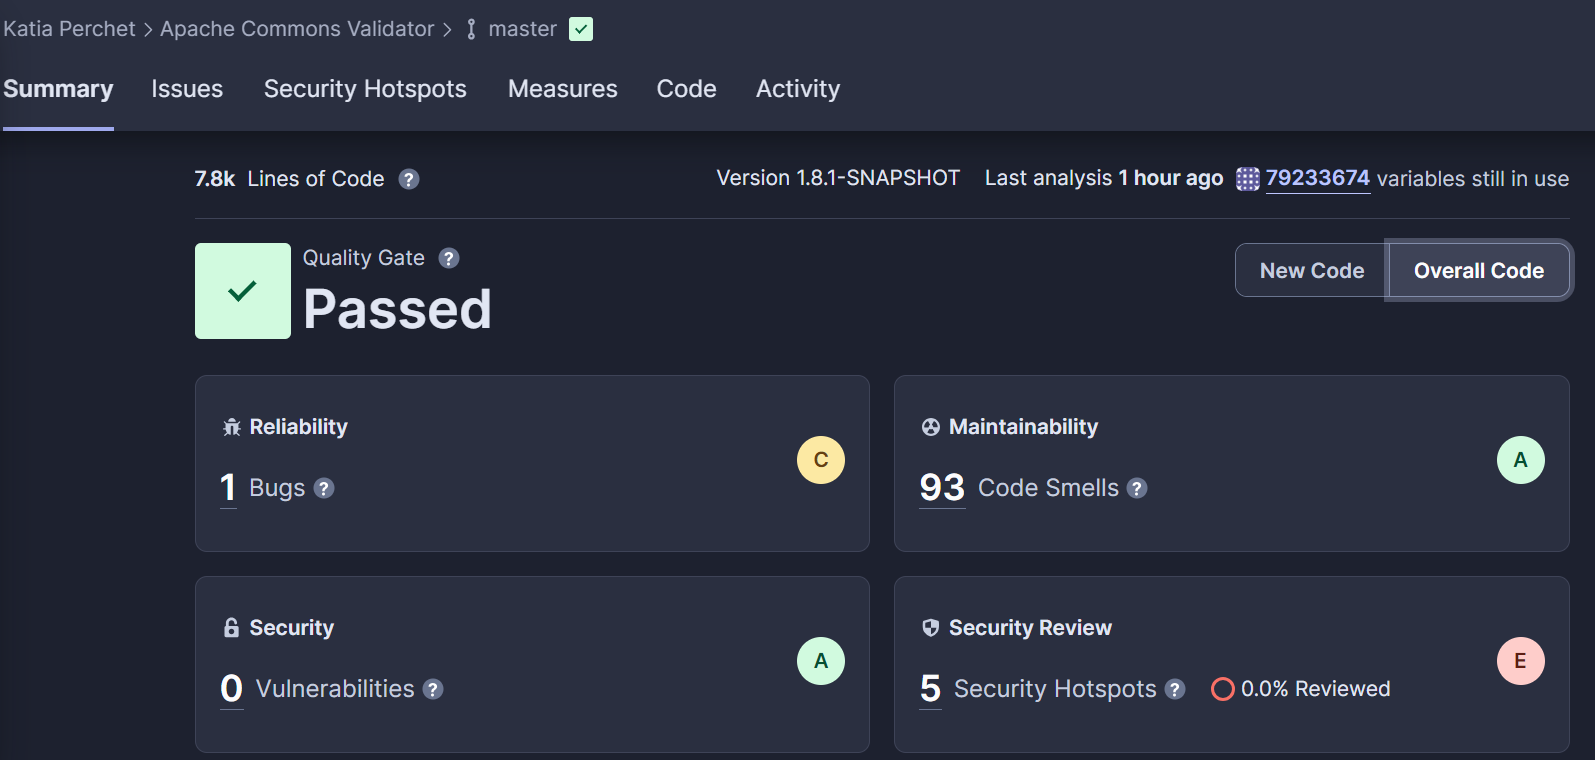 Katia Perchet > Apache Commons Validator > master
Summary Issues Security Hotspots Measures Code Activity
7.8k Lines of Code ? Version 1.8.1-SNAPSHOT Last analysis 1 hour ago 79233674 variables still in use
Quality Gate ?
Passed
New Code Overall Code
Reliability
1 Bugs ?
C
Maintainability
93 Code Smells ?
A
Security
0 Vulnerabilities ?
A
Security Review
5 Security Hotspots ? 0.0% Reviewed
E